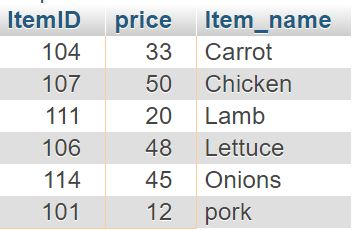 ItemID price Item_name
104 33 Carrot
107 50 Chicken
111 20 Lamb
106 48 Lettuce
114 45 Onions
101 12 pork